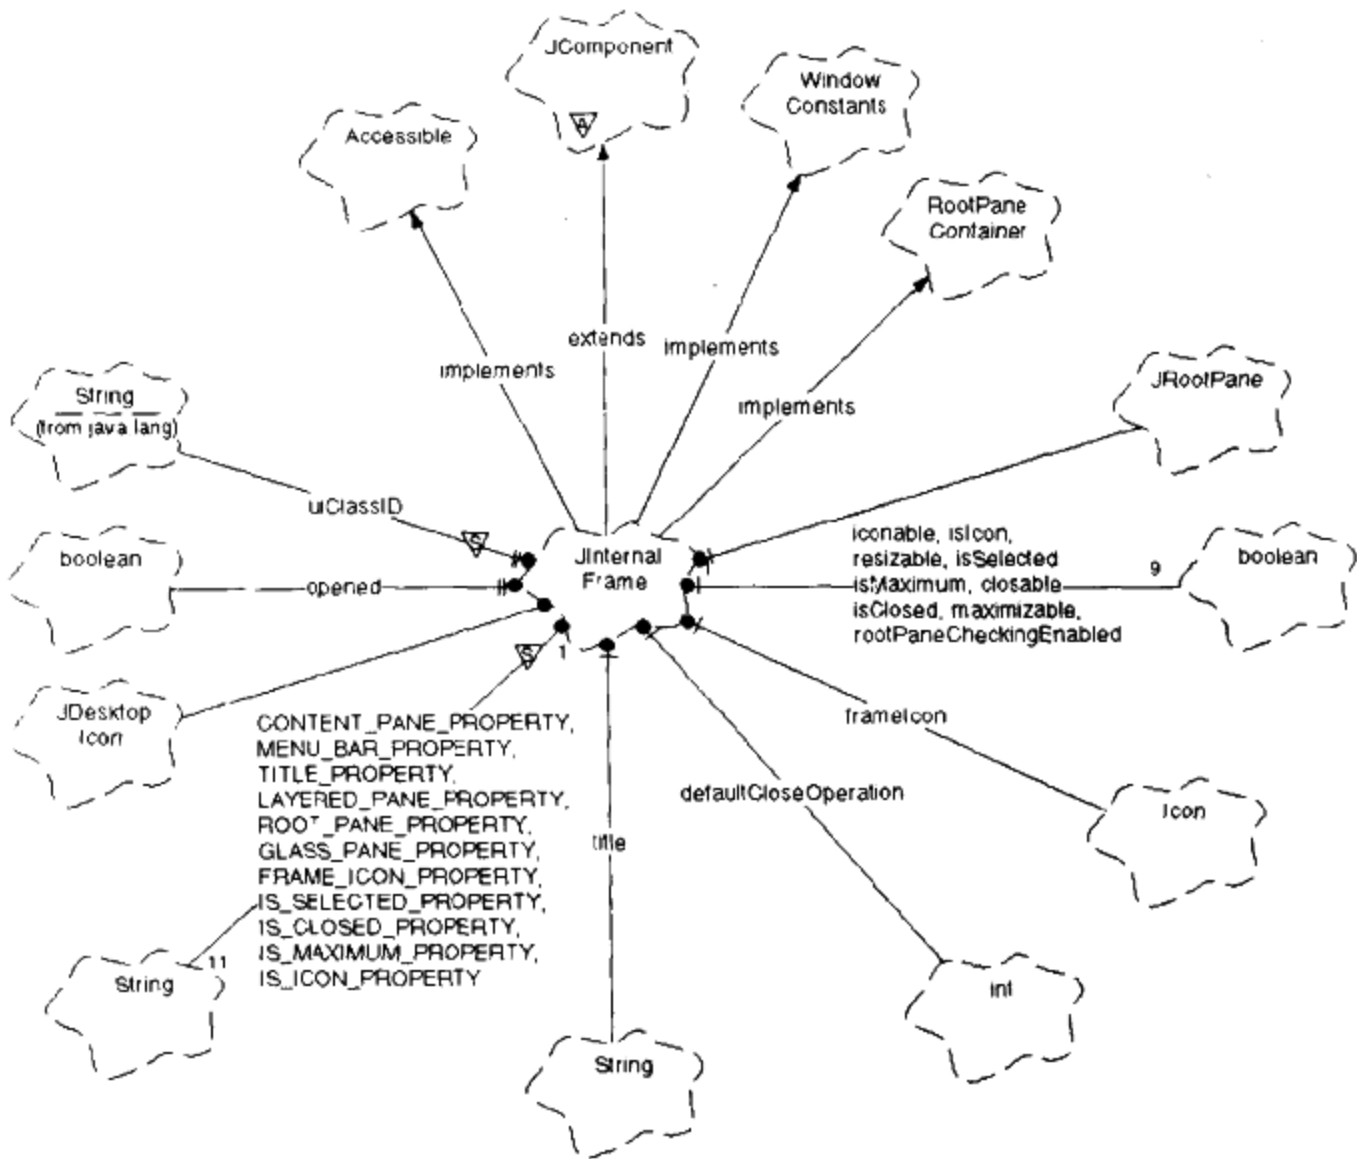 JComponent
A
Window
Constants
Accessible
RootPane
Container
extends
implements
implements
implements
JRootPane
String
(from java lang)
uiClassID
S
iconable, isIcon,
resizable, isSelected
isMaximum, closable
isClosed, maximizable,
rootPaneCheckingEnabled
9
boolean
JInternal
Frame
boolean
opened
S
1
JDesktop
Icon
CONTENT_PANE_PROPERTY,
MENU_BAR_PROPERTY,
TITLE_PROPERTY,
LAYERED_PANE_PROPERTY,
ROOT_PANE_PROPERTY,
GLASS_PANE_PROPERTY,
FRAME_ICON_PROPERTY,
IS_SELECTED_PROPERTY,
IS_CLOSED_PROPERTY,
IS_MAXIMUM_PROPERTY,
IS_ICON_PROPERTY
frameIcon
defaultCloseOperation
Icon
title
11
String
int
String